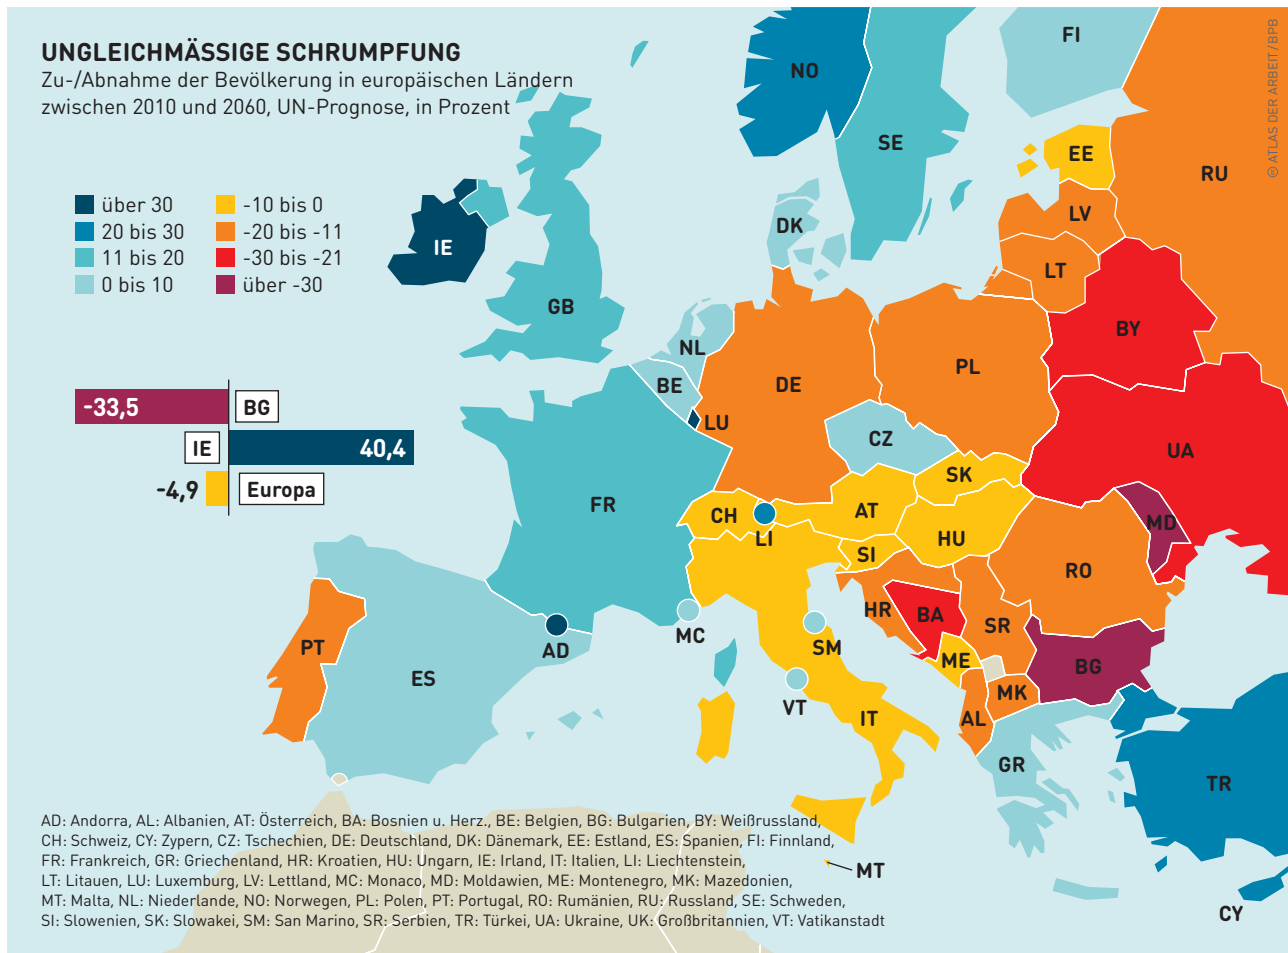 UNGLEICHMÄSSIGE SCHRUMPFUNG
Zu-/Abnahme der Bevölkerung in europäischen Ländern
zwischen 2010 und 2060, UN-Prognose, in Prozent
über 30
20 bis 30
11 bis 20
0 bis 10
-10 bis 0
-20 bis -11
-30 bis -21
über -30
-33,5 BG
IE 40,4
-4,9 Europa
FI
NO
SE
EE
RU
LV
DK
IE
LT
GB
BY
NL
PL
BE
DE
LU
CZ
UA
SK
FR
CH
AT
MD
LI
HU
SI
RO
HR
BA
SR
MC
PT
AD
SM
ME
BG
ES
MK
VT
IT
AL
GR
TR
MT
CY
AD: Andorra, AL: Albanien, AT: Österreich, BA: Bosnien u. Herz., BE: Belgien, BG: Bulgarien, BY: Weißrussland,
CH: Schweiz, CY: Zypern, CZ: Tschechien, DE: Deutschland, DK: Dänemark, EE: Estland, ES: Spanien, FI: Finnland,
FR: Frankreich, GR: Griechenland, HR: Kroatien, HU: Ungarn, IE: Irland, IT: Italien, LI: Liechtenstein,
LT: Litauen, LU: Luxemburg, LV: Lettland, MC: Monaco, MD: Moldawien, ME: Montenegro, MK: Mazedonien,
MT: Malta, NL: Niederlande, NO: Norwegen, PL: Polen, PT: Portugal, RO: Rumänien, RU: Russland, SE: Schweden,
SI: Slowenien, SK: Slowakei, SM: San Marino, SR: Serbien, TR: Türkei, UA: Ukraine, UK: Großbritannien, VT: Vatikanstadt
© ATLAS DER ARBEIT/BPB